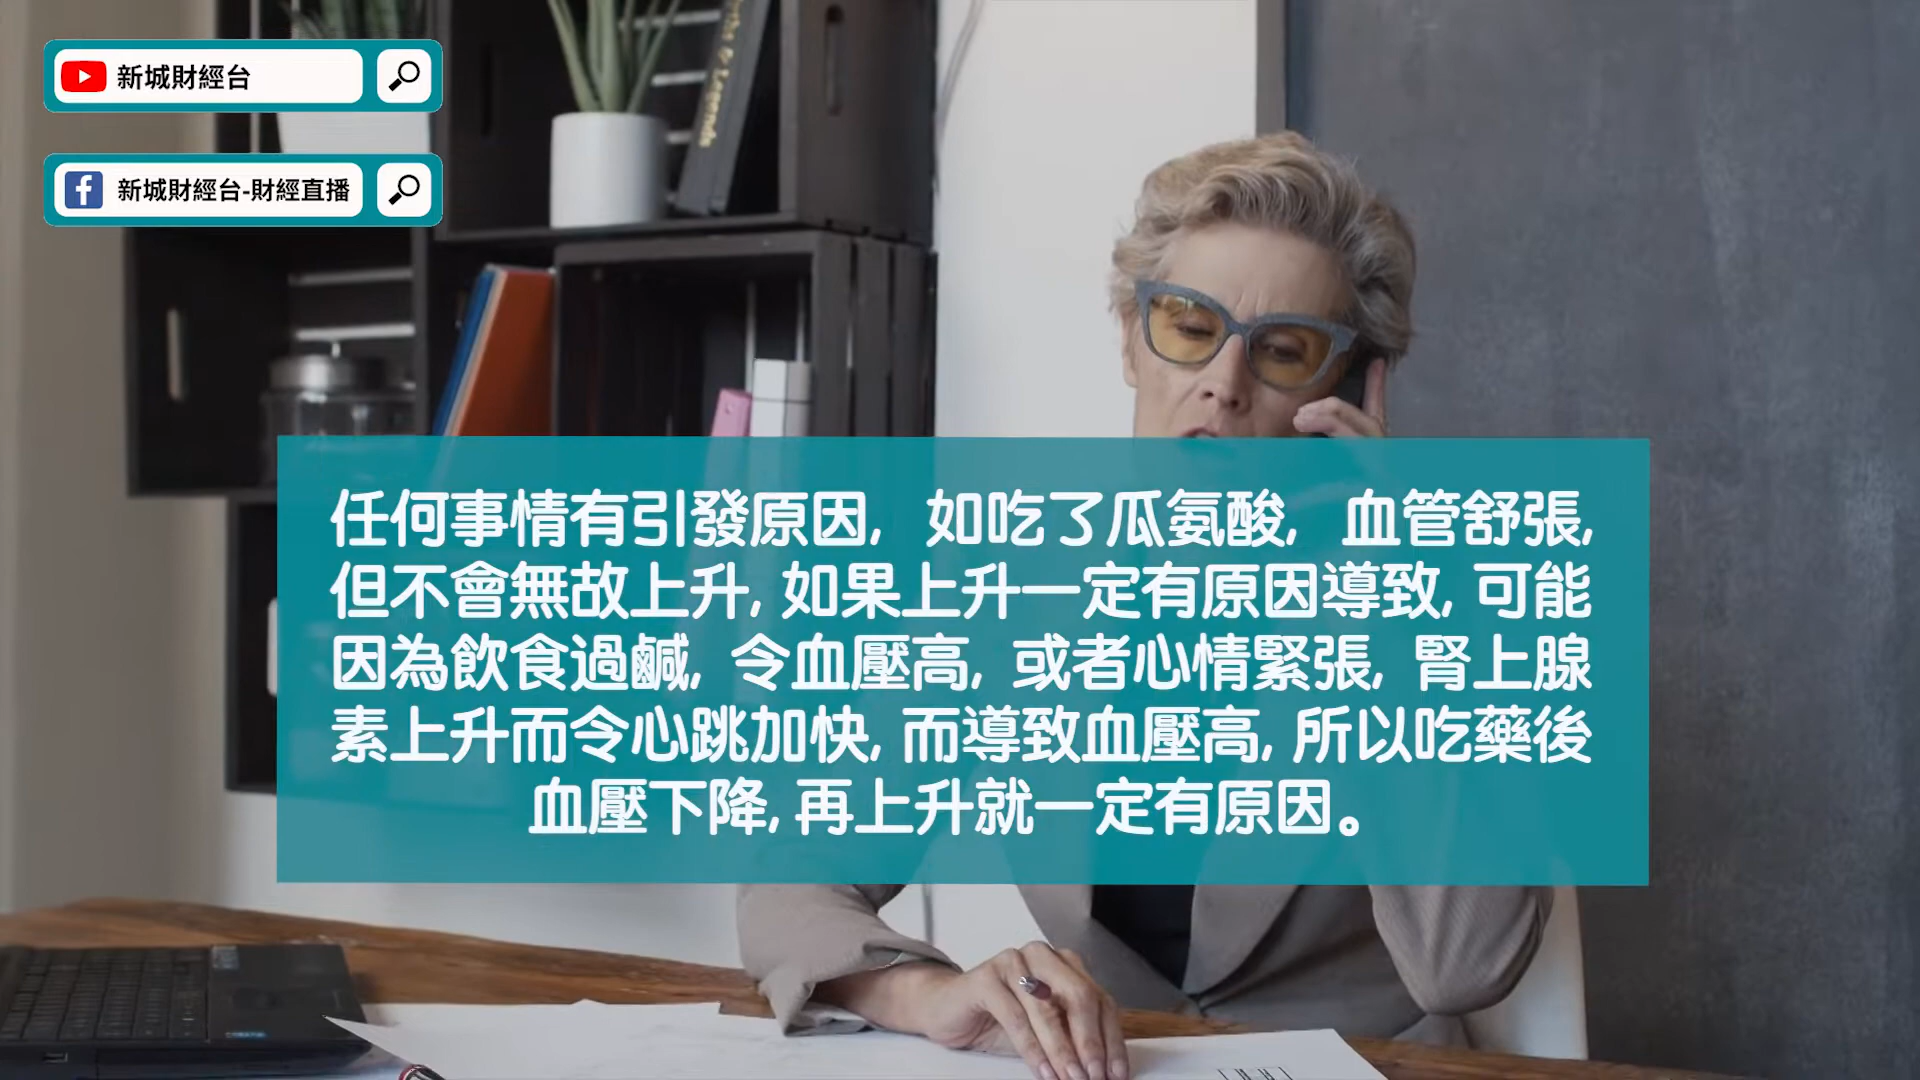 新城財經台
新城財經台-財經直播
& Legends
任何事情有引發原因, 如吃了瓜氨酸, 血管舒張,
但不會無故上升, 如果上升一定有原因導致, 可能
因為飲食過鹹, 令血壓高, 或者心情緊張, 腎上腺
素上升而令心跳加快, 而導致血壓高, 所以吃藥後
血壓下降, 再上升就一定有原因。